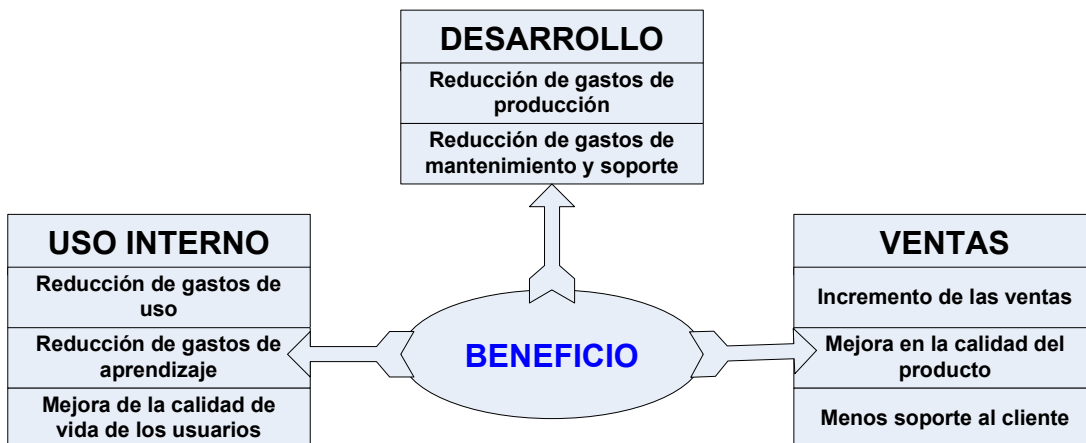 DESARROLLO
Reducción de gastos de
producción
Reducción de gastos de
mantenimiento y soporte
USO INTERNO
Reducción de gastos de
uso
Reducción de gastos de
aprendizaje
Mejora de la calidad de
vida de los usuarios
BENEFICIO
VENTAS
Incremento de las ventas
Mejora en la calidad del
producto
Menos soporte al cliente